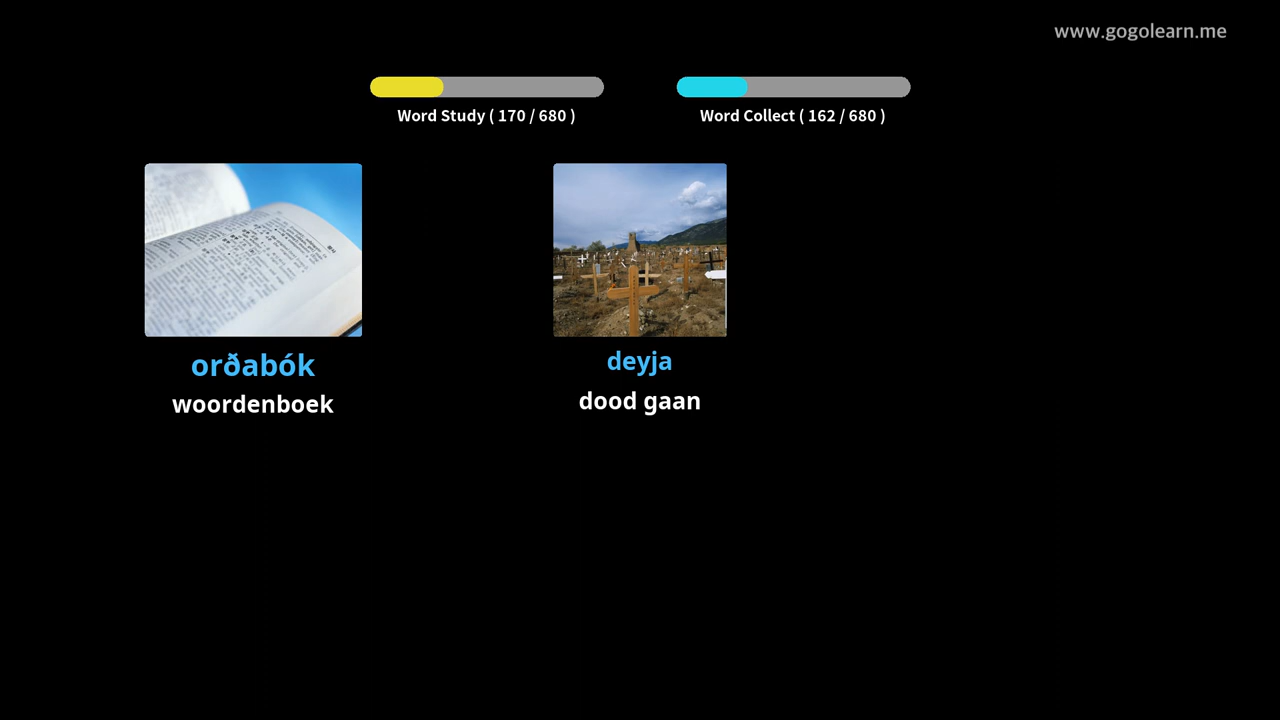 www.gogolearn.me
Word Study ( 170 / 680 )
Word Collect ( 162 / 680 )
orðabók
woordenboek
deyja
dood gaan